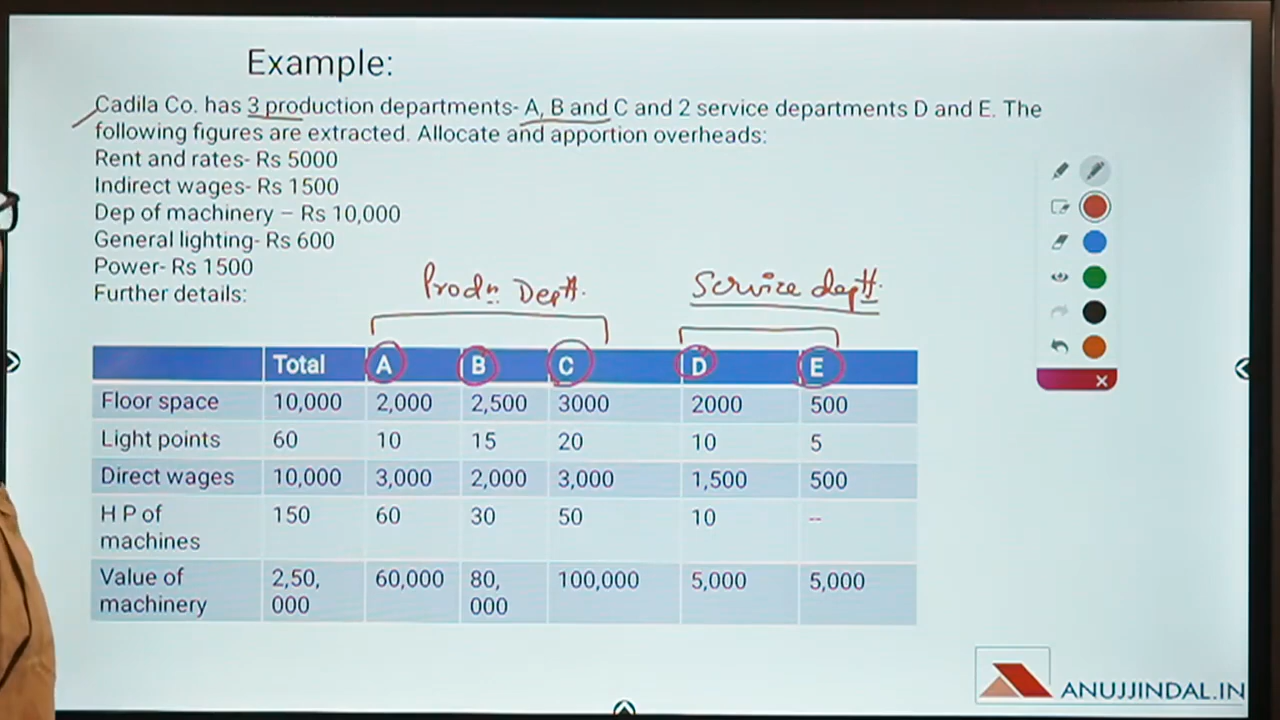 Example:
Cadila Co. has 3 production departments- A, B and C and 2 service departments D and E. The
following figures are extracted. Allocate and apportion overheads:
Rent and rates- Rs 5000
Indirect wages- Rs 1500
Dep of machinery – Rs 10,000
General lighting- Rs 600
Power- Rs 1500
Further details:
Prodn Deptt. Service deptt.
Total A B C D E
Floor space 10,000 2,000 2,500 3000 2000 500
Light points 60 10 15 20 10 5
Direct wages 10,000 3,000 2,000 3,000 1,500 500
H P of
machines 150 60 30 50 10 --
Value of
machinery 2,50,
000 60,000 80,
000 100,000 5,000 5,000
ANUJJINDAL.IN